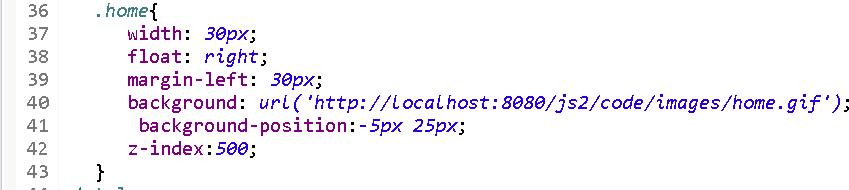 36 .home{
37 width: 30px;
38 float: right;
39 margin-left: 30px;
40 background: url('http://localhost:8080/js2/code/images/home.gif');
41 background-position:-5px 25px;
42 z-index:500;
43 }